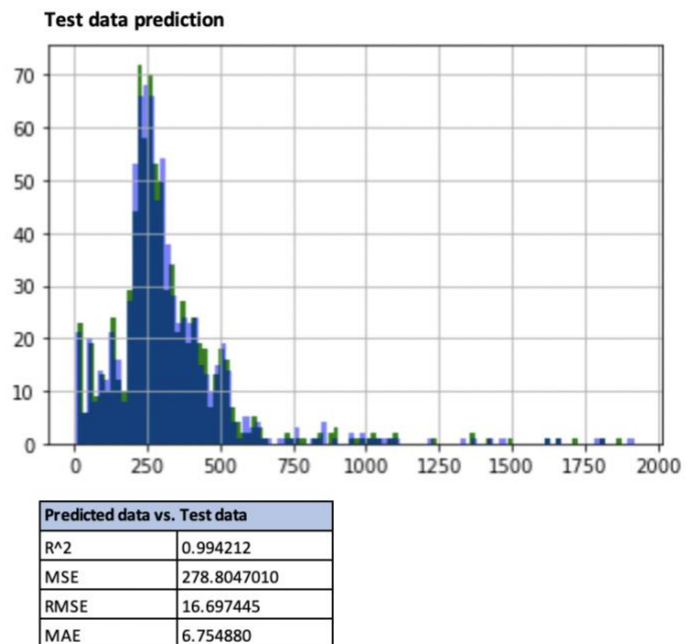 Test data prediction
70
60
50
40
30
20
10
0
0 250 500 750 1000 1250 1500 1750 2000
Predicted data vs. Test data
R^2 0.994212
MSE 278.8047010
RMSE 16.697445
MAE 6.754880